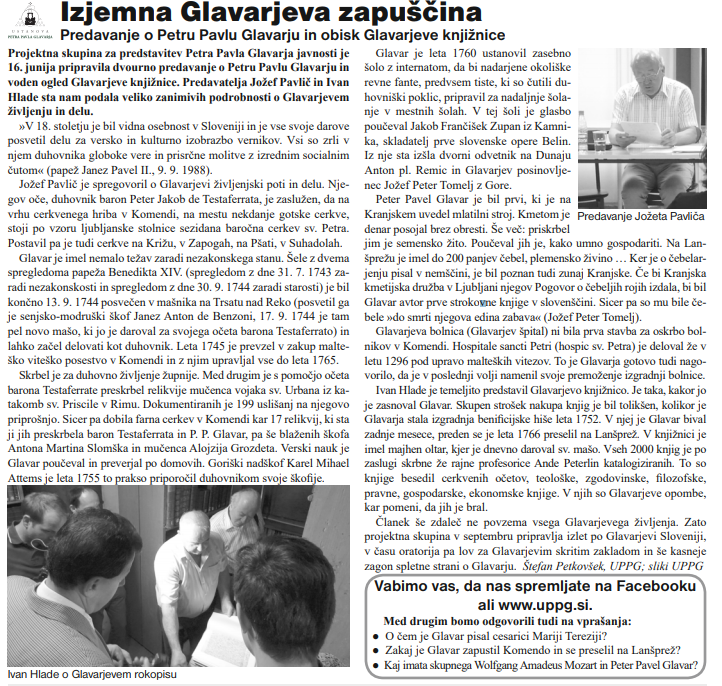 USTANOVA
PETRA PAVLA GLAVARJA
Izjemna Glavarjeva zapuščina
Predavanje o Petru Pavlu Glavarju in obisk Glavarjeve knjižnice
Projektna skupina za predstavitev Petra Pavla Glavarja javnosti je
16. junija pripravila dvourno predavanje o Petru Pavlu Glavarju in
voden ogled Glavarjeve knjižnice. Predavatelja Jožef Pavlič in Ivan
Hlade sta nam podala veliko zanimivih podrobnosti o Glavarjevem
življenju in delu.
»V 18. stoletju je bil vidna osebnost v Sloveniji in je vse svoje darove
posvetil delu za versko in kulturno izobrazbo vernikov. Vsi so zrli v
njem duhovnika globoke vere in prisrčne molitve z izrednim socialnim
čutom« (papež Janez Pavel II., 9. 9. 1988).
Jožef Pavlič je spregovoril o Glavarjevi življenjski poti in delu. Nje-
gov oče, duhovnik baron Peter Jakob de Testaferrata, je zaslužen, da na
vrhu cerkvenega hriba v Komendi, na mestu nekdanje gotske cerkve,
stoji po vzoru ljubljanske stolnice sezidana baročna cerkev sv. Petra.
Postavil pa je tudi cerkve na Križu, v Zapogah, na Pšati, v Suhadolah.
Glavar je imel nemalo težav zaradi nezakonskega stanu. Šele z dvema
spregledoma papeža Benedikta XIV. (spregledom z dne 31. 7. 1743 za-
radi nezakonskosti in spregledom z dne 30. 9. 1744 zaradi starosti) je bil
končno 13. 9. 1744 posvečen v mašnika na Trsatu nad Reko (posvetil ga
je senjsko-modruški škof Janez Anton de Benzoni, 17. 9. 1744 je tam
pel novo mašo, ki jo je daroval za svojega očeta barona Testaferrato) in
lahko začel delovati kot duhovnik. Leta 1745 je prevzel v zakup malte-
ško viteško posestvo v Komendi in z njim upravljal vse do leta 1765.
Skrbel je za duhovno življenje župnije. Med drugim je s pomočjo očeta
barona Testaferrate preskrbel relikvije mučenca vojaka sv. Urbana iz ka-
takomb sv. Priscile v Rimu. Dokumentiranih je 199 uslišanj na njegovo
priprošnjo. Sicer pa dobila farna cerkev v Komendi kar 17 relikvij, ki sta
ji jih preskrbela baron Testaferrata in P. P. Glavar, pa še blaženih škofa
Antona Martina Slomška in mučenca Alojzija Grozdeta. Verski nauk je
Glavar poučeval in preverjal po domovih. Goriški nadškof Karel Mihael
Attems je leta 1755 to prakso priporočil duhovnikom svoje škofije.
Ivan Hlade o Glavarjevem rokopisu
Glavar je leta 1760 ustanovil zasebno
šolo z internatom, da bi nadarjene okoliške
revne fante, predvsem tiste, ki so čutili du-
hovniški poklic, pripravil za nadaljnje šola-
nje v mestnih šolah. V tej šoli je glasbo
poučeval Jakob Frančišek Zupan iz Kamni-
ka, skladatelj prve slovenske opere Belin.
Iz nje sta izšla dvorni odvetnik na Dunaju
Anton pl. Remic in Glavarjev posinovlje-
nec Jožef Peter Tomelj z Gore.
Peter Pavel Glavar je bil prvi, ki je na
Kranjskem uvedel mlatilni stroj. Kmetom je
denar posojal brez obresti. Še več: priskrbel
jim je semensko žito. Poučeval jih je, kako umno gospodariti. Na Lan-
šprežu je imel do 200 panjev čebel, plemensko živino … Ker je o čebelar-
jenju pisal v nemščini, je bil poznan tudi zunaj Kranjske. Če bi Kranjska
kmetijska družba v Ljubljani njegov Pogovor o čebeljih rojih izdala, bi bil
Glavar avtor prve strokovne knjige v slovenščini. Sicer pa so mu bile če-
bele »do smrti njegova edina zabava« (Jožef Peter Tomelj).
Glavarjeva bolnica (Glavarjev špital) ni bila prva stavba za oskrbo bol-
nikov v Komendi. Hospitale sancti Petri (hospic sv. Petra) je deloval že v
letu 1296 pod upravo malteških vitezov. To je Glavarja gotovo tudi nago-
vorilo, da je v poslednji volji namenil svoje premoženje izgradnji bolnice.
Ivan Hlade je temeljito predstavil Glavarjevo knjižnico. Je taka, kakor jo
je zasnoval Glavar. Skupen strošek nakupa knjig je bil tolikšen, kolikor je
Glavarja stala izgradnja beneficijske hiše leta 1752. V njej je Glavar bival
zadnje mesece, preden se je leta 1766 preselil na Lanšprež. V knjižnici je
imel majhen oltar, kjer je dnevno daroval sv. mašo. Vseh 2000 knjig je po
zaslugi skrbne že rajne profesorice Ande Peterlin katalogiziranih. To so
knjige besedil cerkvenih očetov, teološke, zgodovinske, filozofske,
pravne, gospodarske, ekonomske knjige. V njih so Glavarjeve opombe,
kar pomeni, da jih je bral.
Članek še zdaleč ne povzema vsega Glavarjevega življenja. Zato
projektna skupina v septembru pripravlja izlet po Glavarjevi Sloveniji,
v času oratorija pa lov za Glavarjevim skritim zakladom in še kasneje
zagon spletne strani o Glavarju. Štefan Petkovšek, UPPG; sliki UPPG
Predavanje Jožeta Pavliča
Vabimo vas, da nas spremljate na Facebooku
ali www.uppg.si.
Med drugim bomo odgovorili tudi na vprašanja:
● O čem je Glavar pisal cesarici Mariji Tereziji?
● Zakaj je Glavar zapustil Komendo in se preselil na Lanšprež?
● Kaj imata skupnega Wolfgang Amadeus Mozart in Peter Pavel Glavar?